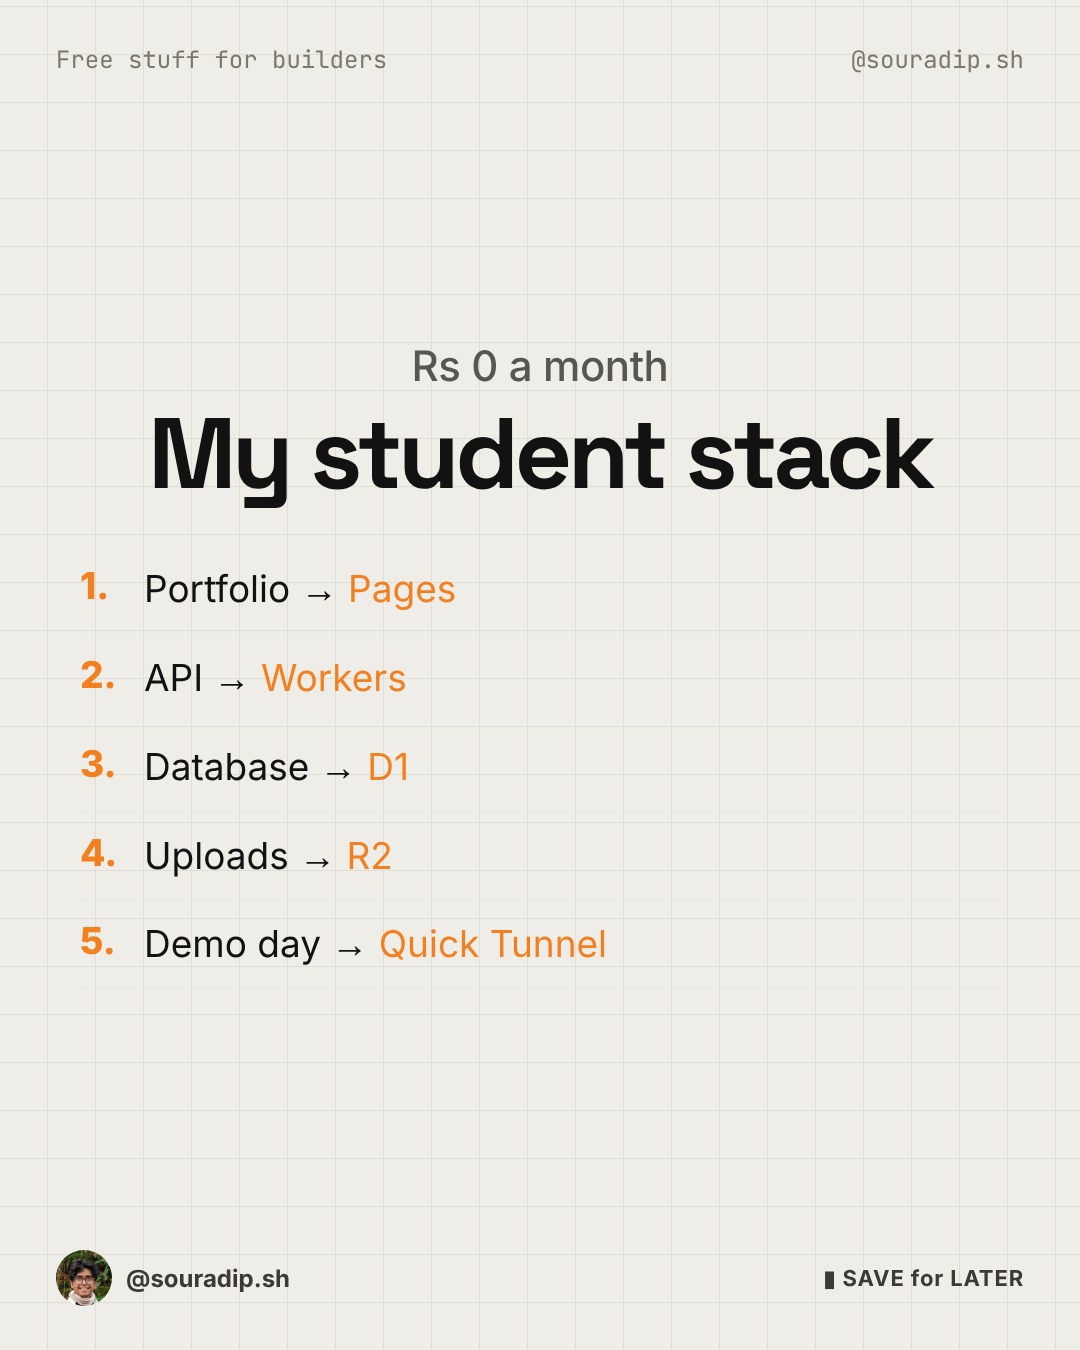 Free stuff for builders
@souradip.sh
Rs 0 a month
My student stack
1. Portfolio → Pages
2. API → Workers
3. Database → D1
4. Uploads → R2
5. Demo day → Quick Tunnel
@souradip.sh
▮ SAVE for LATER